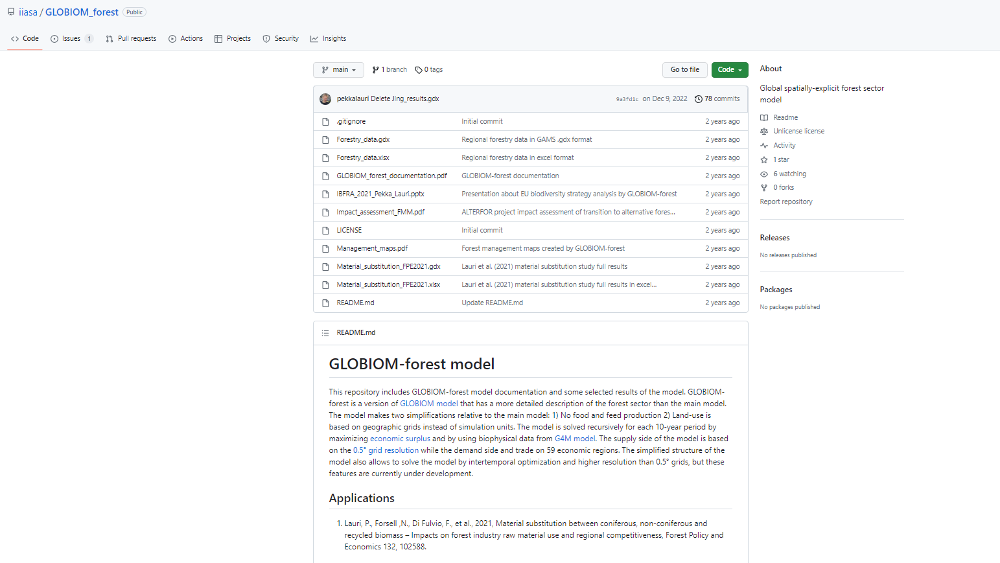 iiasa / GLOBIOM_forest Public
Code Issues 1 Pull requests Actions Projects Security Insights
main 1 branch 0 tags Go to file Code
pekkalauri Delete Jing_results.gdx 9a3fd1c on Dec 9, 2022 78 commits
.gitignore Initial commit 2 years ago
Forestry_data.gdx Regional forestry data in GAMS .gdx format 2 years ago
Forestry_data.xlsx Regional forestry data in excel format 2 years ago
GLOBIOM_forest_documentation.pdf GLOBIOM-forest documentation 2 years ago
IBFRA_2021_Pekka_Lauri.pptx Presentation about EU biodiversity strategy analysis by GLOBIOM-forest 2 years ago
Impact_assessment_FMM.pdf ALTERFOR project impact assessment of transition to alternative fores... 2 years ago
LICENSE Initial commit 2 years ago
Management_maps.pdf Forest management maps created by GLOBIOM-forest 2 years ago
Material_substitution_FPE2021.gdx Lauri et al. (2021) material substitution study full results 2 years ago
Material_substitution_FPE2021.xlsx Lauri et al. (2021) material substitution study full results in excel... 2 years ago
README.md Update README.md 2 years ago
README.md
GLOBIOM-forest model
This repository includes GLOBIOM-forest model documentation and some selected results of the model. GLOBIOM-
forest is a version of GLOBIOM model that has a more detailed description of the forest sector than the main model.
The model makes two simplifications relative to the main model: 1) No food and feed production 2) Land-use is
based on geographic grids instead of simulation units. The model is solved recursively for each 10-year period by
maximizing economic surplus and by using biophysical data from G4M model. The supply side of the model is based
on the 0.5° grid resolution while the demand side and trade on 59 economic regions. The simplified structure of the
model also allows to solve the model by intertemporal optimization and higher resolution than 0.5° grids, but these
features are currently under development.
Applications
1. Lauri, P., Forsell ,N., Di Fulvio, F., et al., 2021, Material substitution between coniferous, non-coniferous and
recycled biomass – Impacts on forest industry raw material use and regional competitiveness, Forest Policy and
Economics 132, 102588.
About
Global spatially-explicit forest sector
model
Readme
Unlicense license
Activity
1 star
6 watching
0 forks
Report repository
Releases
No releases published
Packages
No packages published